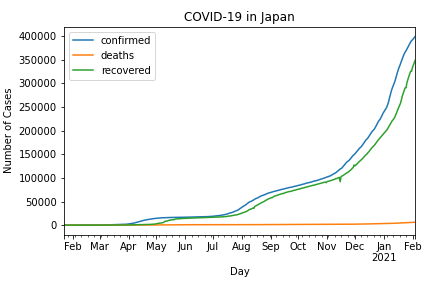 COVID-19 in Japan
confirmed
deaths
recovered
Number of Cases
400000
350000
300000
250000
200000
150000
100000
50000
0
Feb Mar Apr May Jun Jul Aug Sep Oct Nov Dec Jan Feb
2021
Day